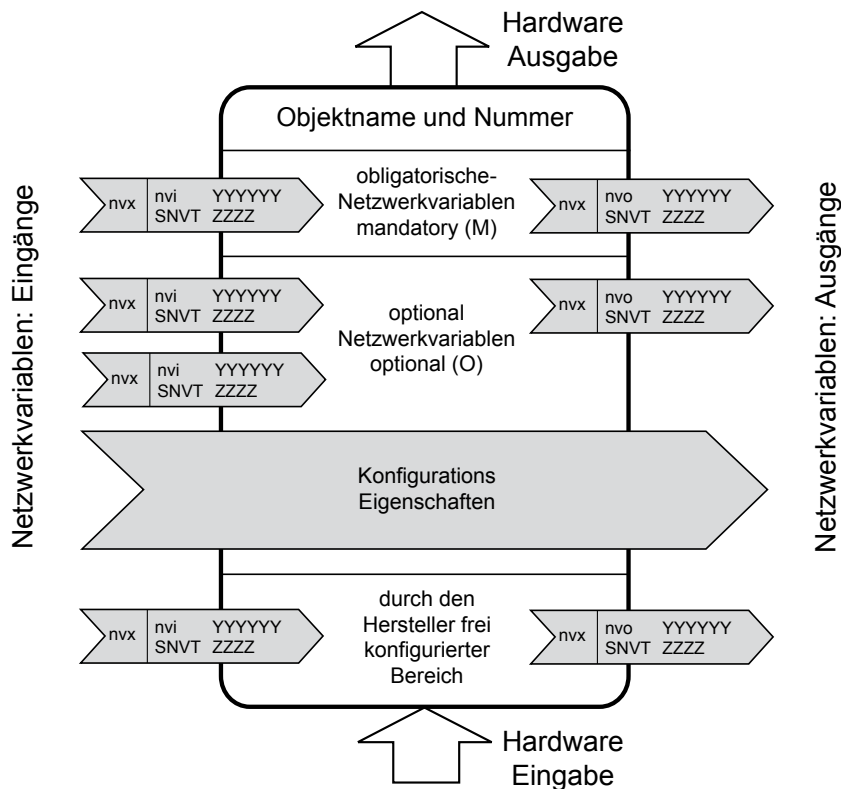 Hardware
Ausgabe
Objektname und Nummer
Netzwerkvariablen: Eingänge
nvx nvi YYYYYY
SNVT ZZZZ
obligatorische-
Netzwerkvariablen
mandatory (M)
nvx nvo YYYYYY
SNVT ZZZZ
nvx nvi YYYYYY
SNVT ZZZZ
nvx nvi YYYYYY
SNVT ZZZZ
optional
Netzwerkvariablen
optional (O)
nvx nvo YYYYYY
SNVT ZZZZ
Konfigurations
Eigenschaften
nvx nvi YYYYYY
SNVT ZZZZ
durch den
Hersteller frei
konfigurierter
Bereich
nvx nvo YYYYYY
SNVT ZZZZ
Netzwerkvariablen: Ausgänge
Hardware
Eingabe